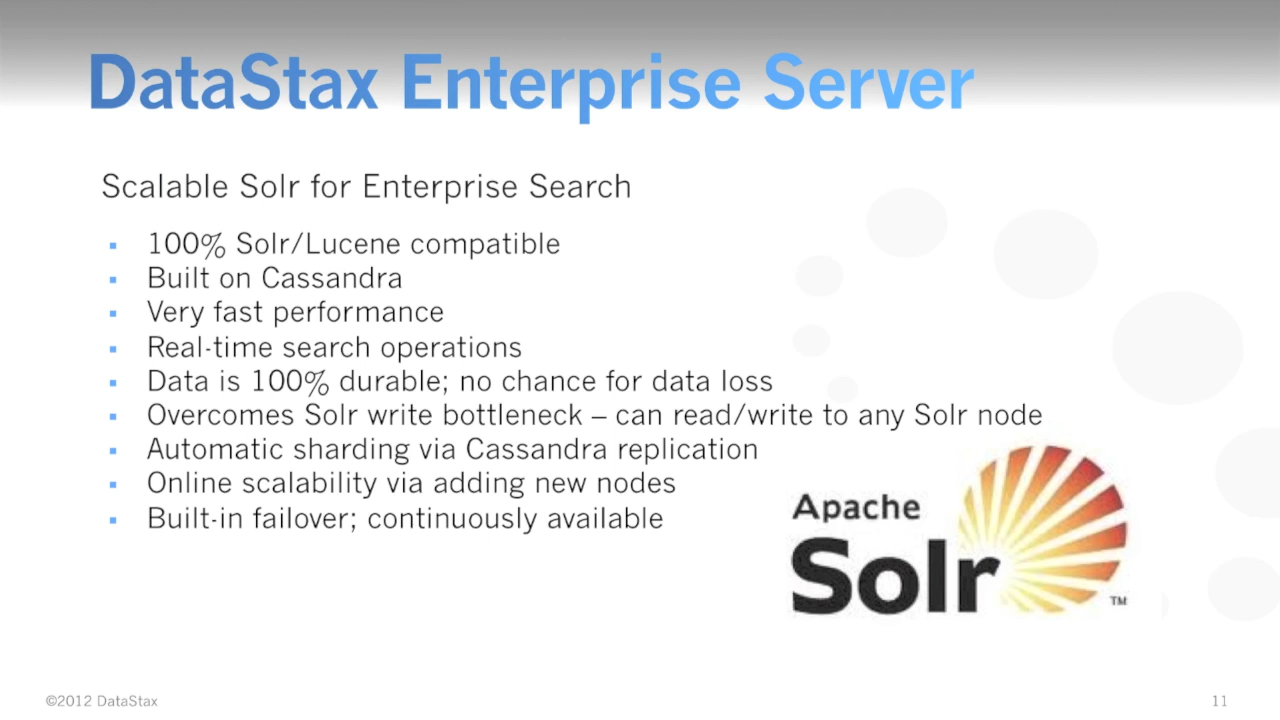 DataStax Enterprise Server
Scalable Solr for Enterprise Search
▪ 100% Solr/Lucene compatible
▪ Built on Cassandra
▪ Very fast performance
▪ Real-time search operations
▪ Data is 100% durable; no chance for data loss
▪ Overcomes Solr write bottleneck – can read/write to any Solr node
▪ Automatic sharding via Cassandra replication
▪ Online scalability via adding new nodes
▪ Built-in failover; continuously available
Apache
Solr
TM
©2012 DataStax
11